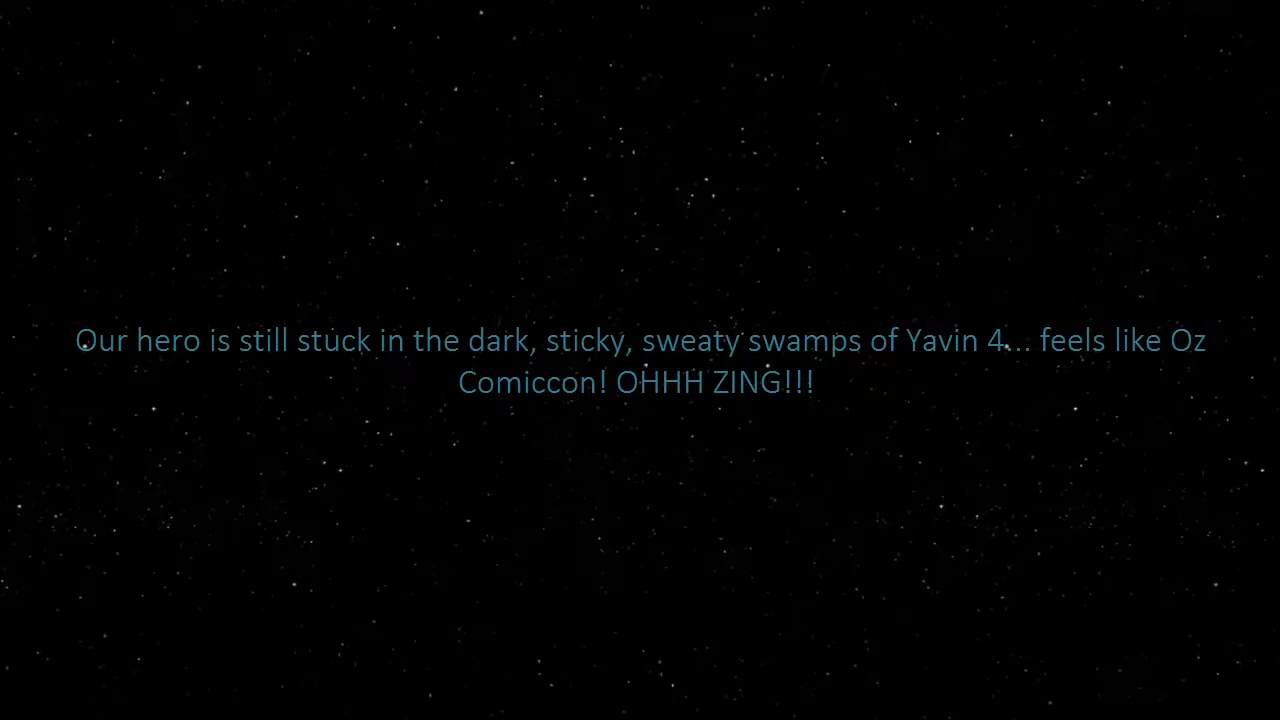 Our hero is still stuck in the dark, sticky, sweaty swamps of Yavin 4... feels like Oz
Comiccon! OHHH ZING!!!